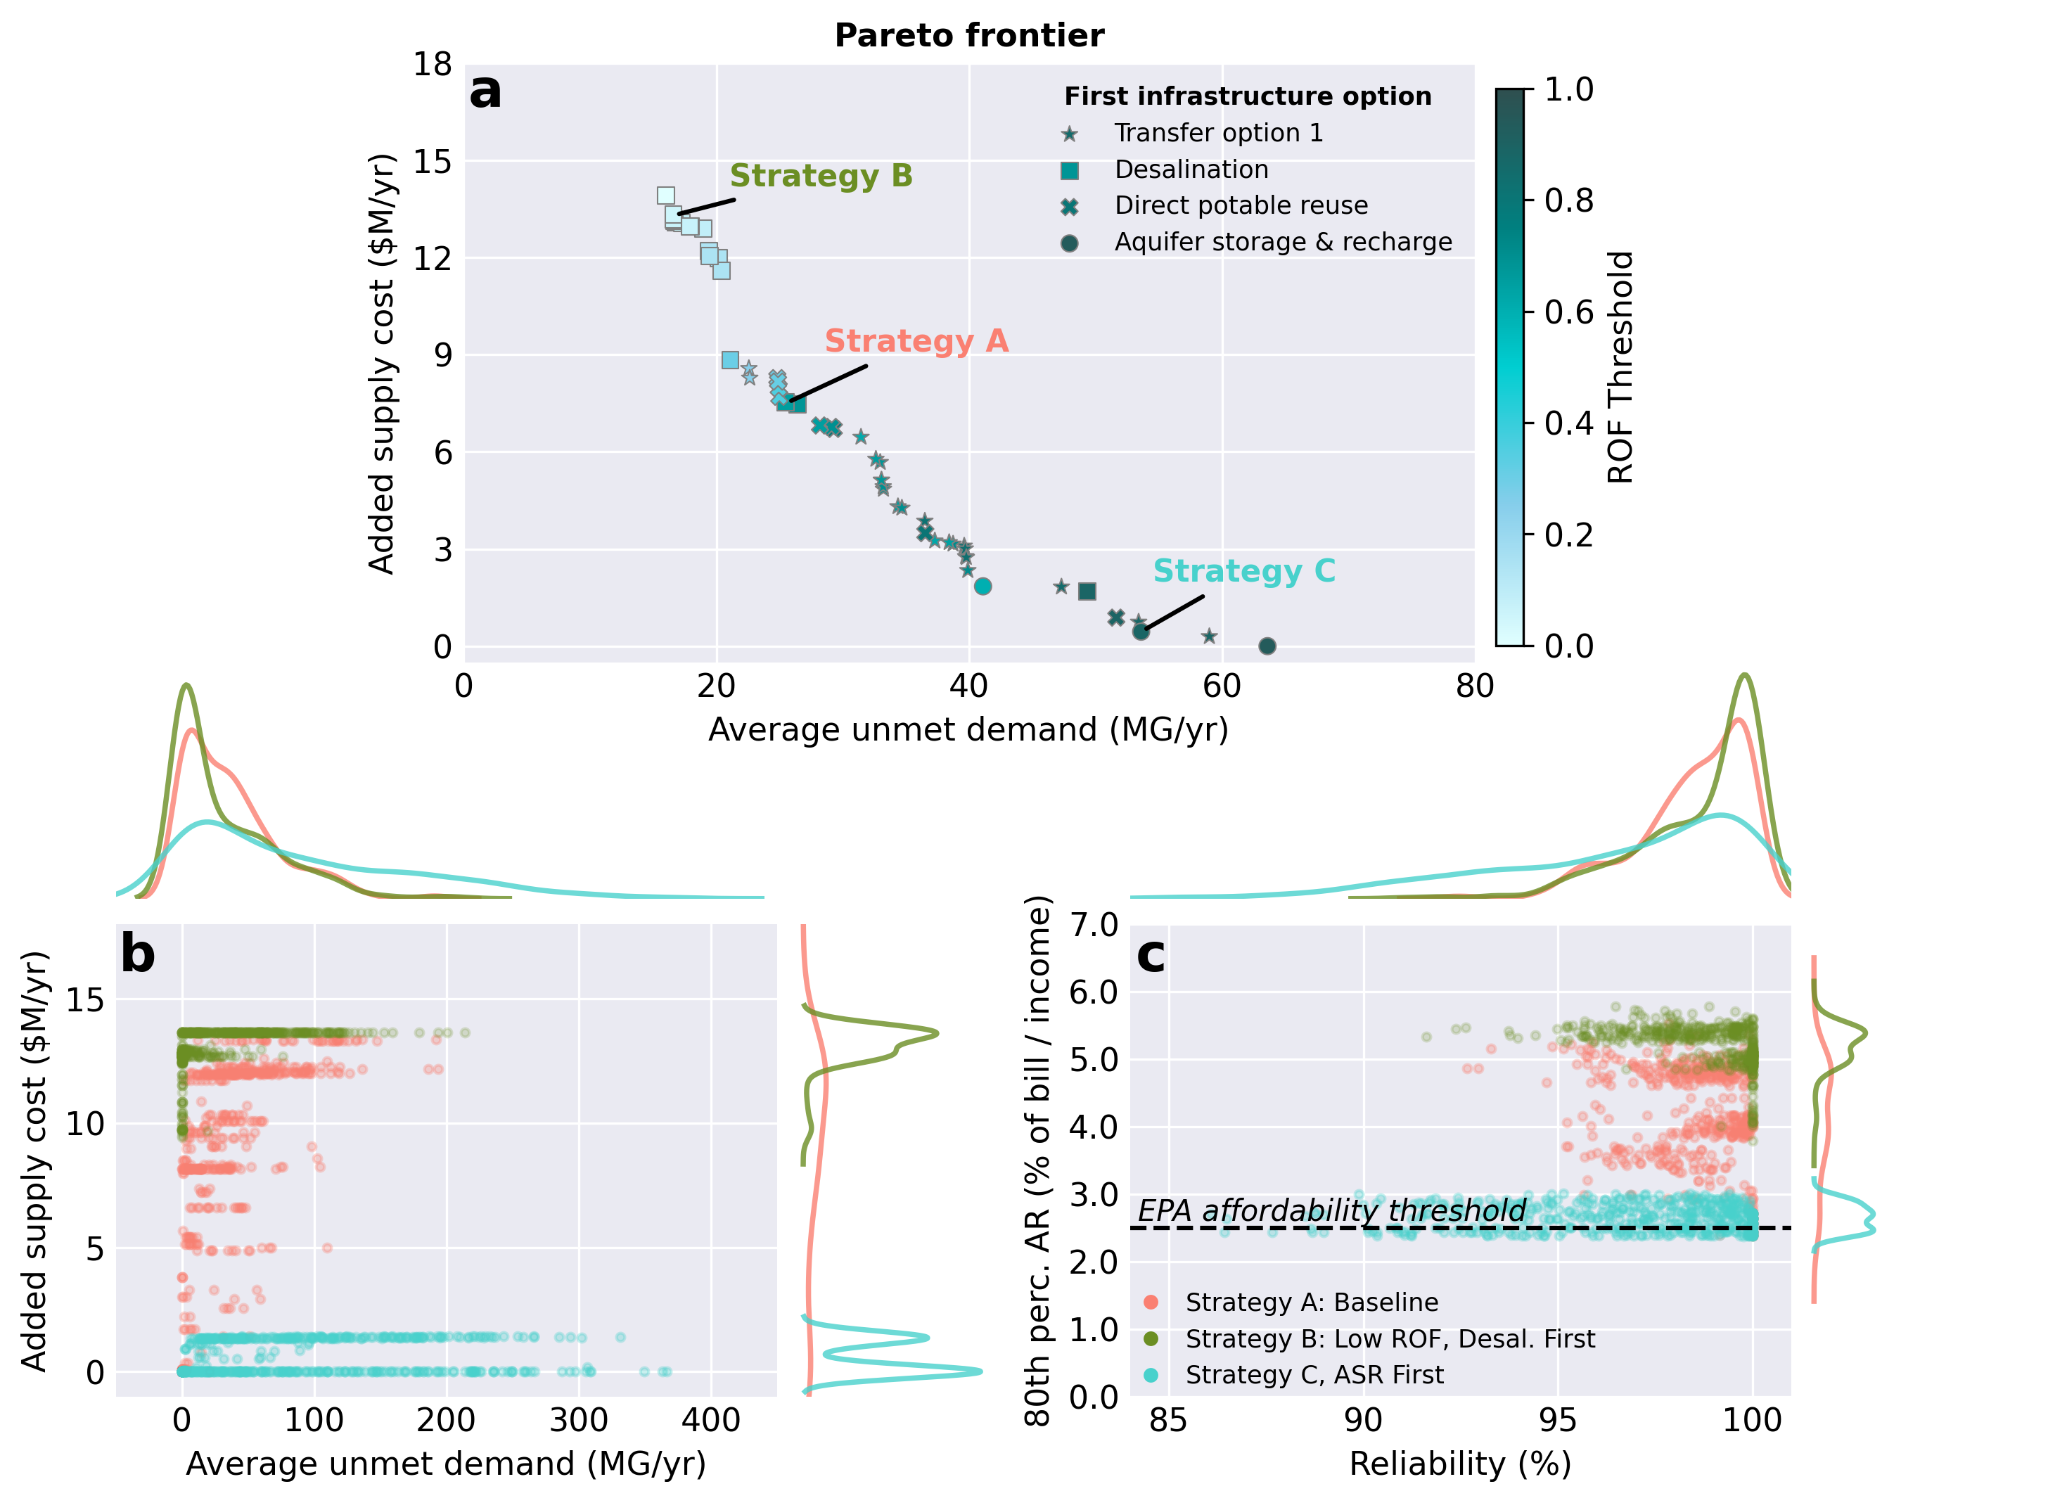 Pareto frontier
a
18
15
12
9
6
3
0
Added supply cost ($M/yr)
First infrastructure option
Transfer option 1
Desalination
Direct potable reuse
Aquifer storage & recharge
Strategy B
Strategy A
Strategy C
0 20 40 60 80
Average unmet demand (MG/yr)
1.0
0.8
0.6
0.4
0.2
0.0
ROF Threshold
b
15
10
5
0
Added supply cost ($M/yr)
0 100 200 300 400
Average unmet demand (MG/yr)
c
7.0
6.0
5.0
4.0
3.0
2.0
1.0
0.0
80th perc. AR (% of bill / income)
EPA affordability threshold
Strategy A: Baseline
Strategy B: Low ROF, Desal. First
Strategy C, ASR First
85 90 95 100
Reliability (%)